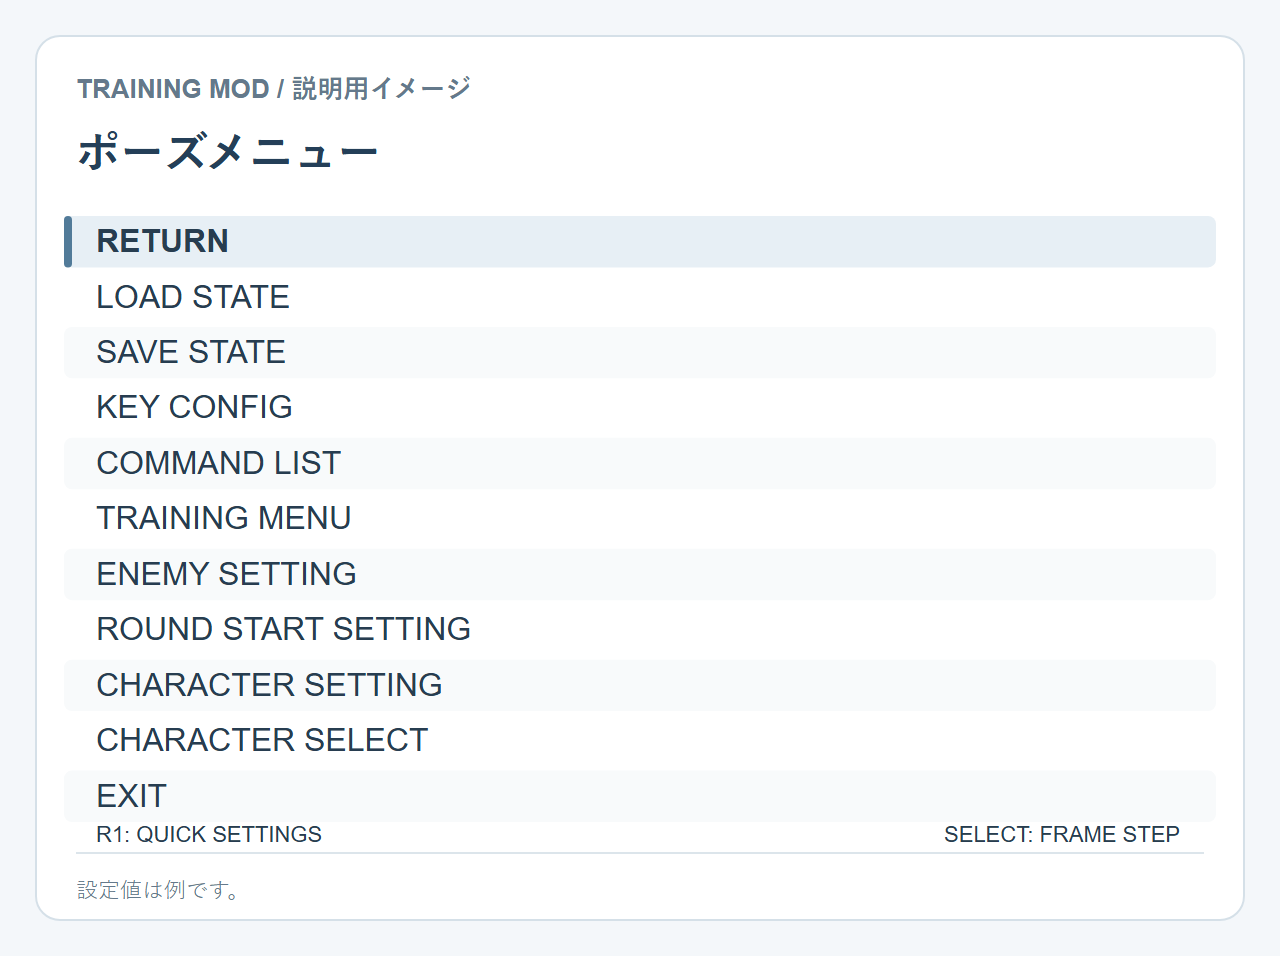 TRAINING MOD / 説明用イメージ
ポーズメニュー
RETURN
LOAD STATE
SAVE STATE
KEY CONFIG
COMMAND LIST
TRAINING MENU
ENEMY SETTING
ROUND START SETTING
CHARACTER SETTING
CHARACTER SELECT
EXIT
R1: QUICK SETTINGS
SELECT: FRAME STEP
設定値は例です。